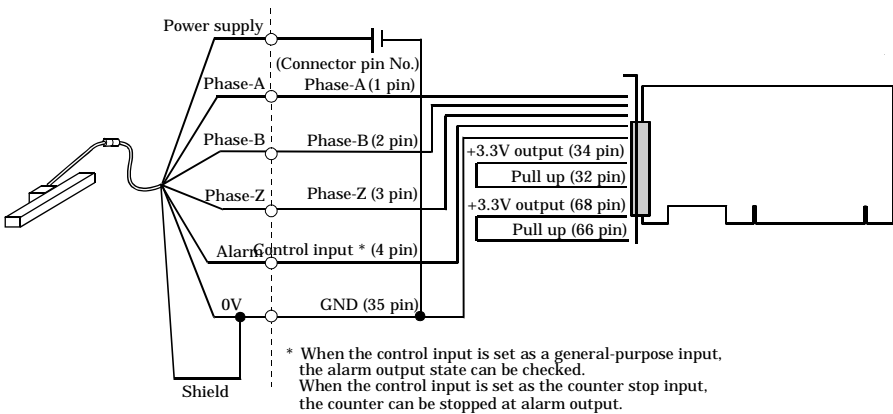 Power supply
(Connector pin No.)
Phase-A
Phase-A (1 pin)
Phase-B
Phase-B (2 pin)
+3.3V output (34 pin)
Pull up (32 pin)
Phase-Z
Phase-Z (3 pin)
+3.3V output (68 pin)
Pull up (66 pin)
Alarm
Control input * (4 pin)
0V
GND (35 pin)
Shield
* When the control input is set as a general-purpose input,
the alarm output state can be checked.
When the control input is set as the counter stop input,
the counter can be stopped at alarm output.